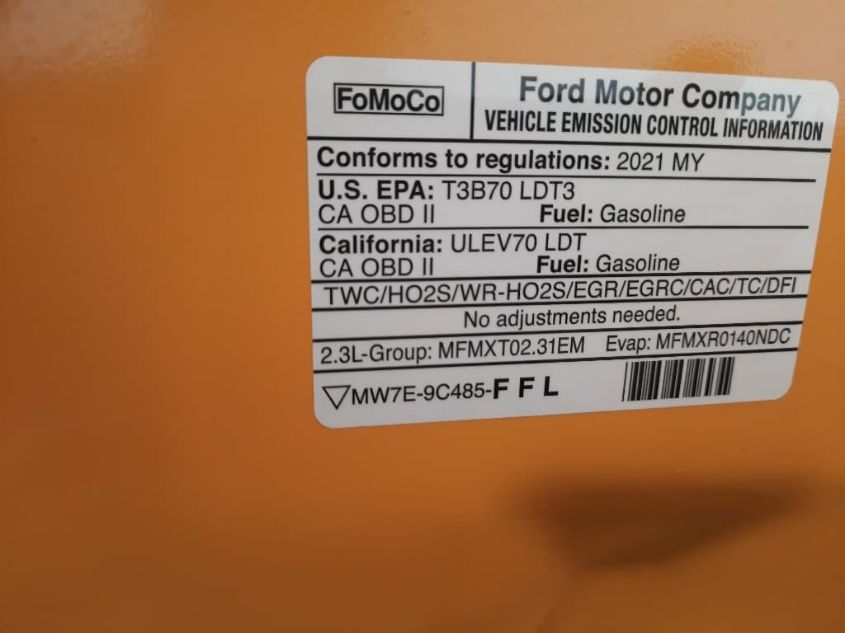 FoMoCo
Ford Motor Company
VEHICLE EMISSION CONTROL INFORMATION
Conforms to regulations: 2021 MY
U.S. EPA: T3B70 LDT3
CA OBD II Fuel: Gasoline
California: ULEV70 LDT
CA OBD II Fuel: Gasoline
TWC/HO2S/WR-HO2S/EGR/EGRC/CAC/TC/DFI
No adjustments needed.
2.3L-Group: MFMXT02.31EM Evap: MFMXR0140NDC
▽MW7E-9C485-F F L